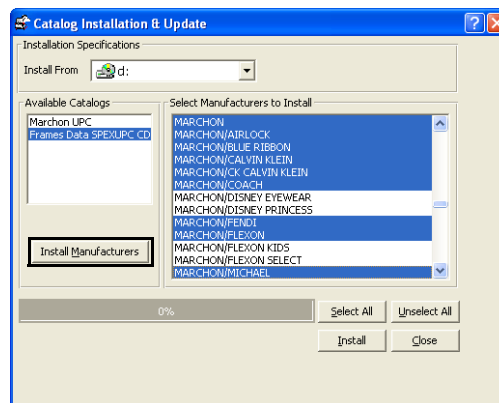 Catalog Installation & Update
Installation Specifications
Install From d:
Available Catalogs
Marchon UPC
Frames Data SPEXUPC CD
Install Manufacturers
Select Manufacturers to Install
MARCHON
MARCHON/AIRLOCK
MARCHON/BLUE RIBBON
MARCHON/CALVIN KLEIN
MARCHON/CK CALVIN KLEIN
MARCHON/COACH
MARCHON/DISNEY EYEWEAR
MARCHON/DISNEY PRINCESS
MARCHON/FENDI
MARCHON/FLEXON
MARCHON/FLEXON KIDS
MARCHON/FLEXON SELECT
MARCHON/MICHAEL
0%
Select All
Unselect All
Install
Close